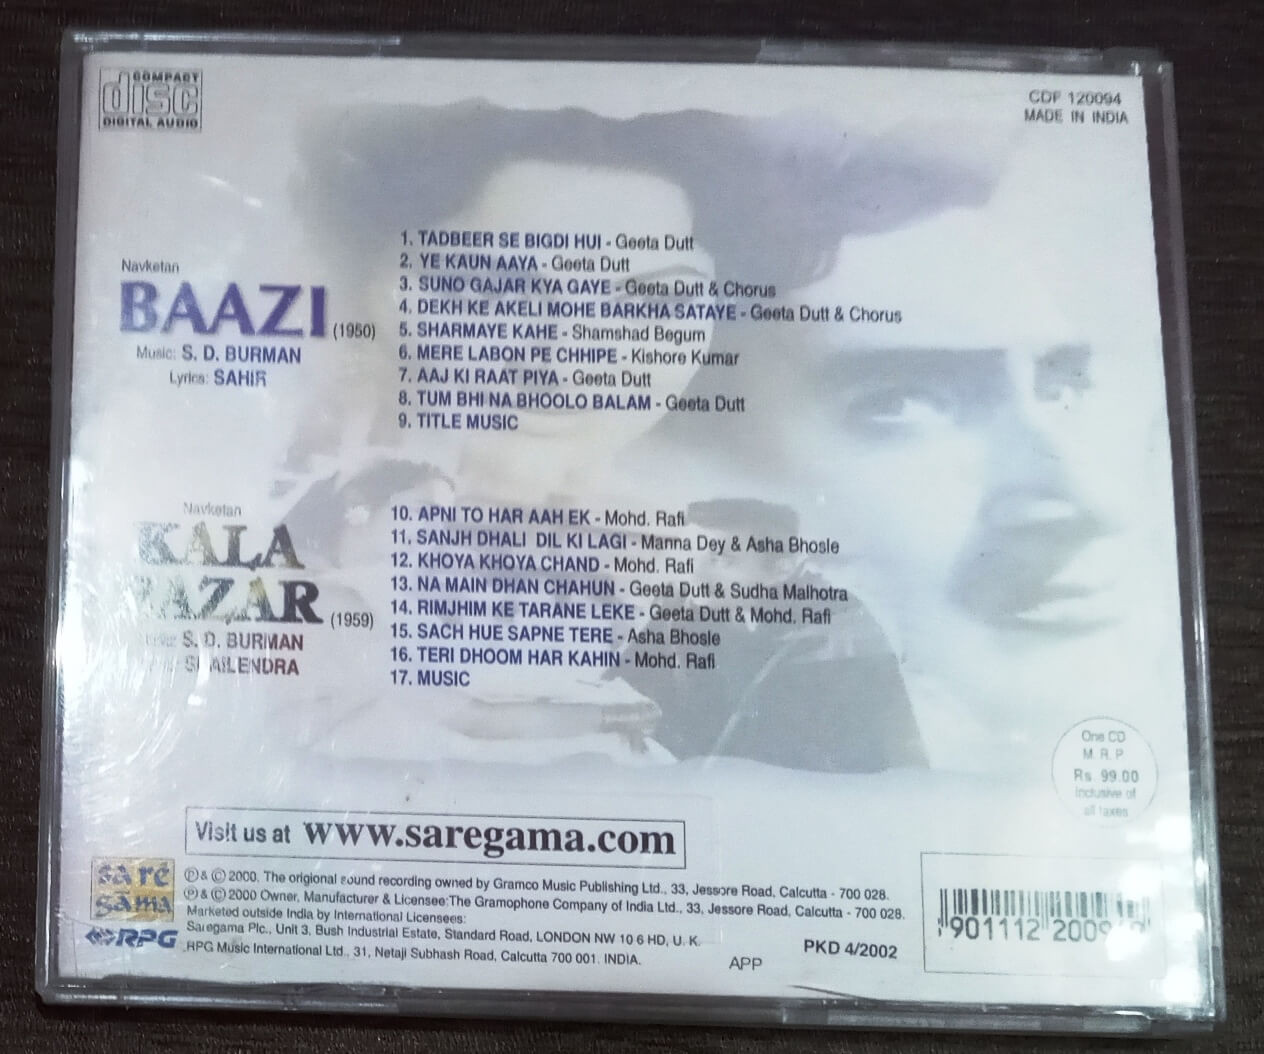 COMPACT
disc
DIGITAL AUDIO
CDF 120094
MADE IN INDIA
Navketan
BAAZI (1950)
Music: S. D. BURMAN
Lyrics: SAHIR
1. TADBEER SE BIGDI HUI - Geeta Dutt
2. YE KAUN AAYA - Geeta Dutt
3. SUNO GAJAR KYA GAYE - Geeta Dutt & Chorus
4. DEKH KE AKELI MOHE BARKHA SATAYE - Geeta Dutt & Chorus
5. SHARMAYE KAHE - Shamshad Begum
6. MERE LABON PE CHHIPE - Kishore Kumar
7. AAJ KI RAAT PIYA - Geeta Dutt
8. TUM BHI NA BHOOLO BALAM - Geeta Dutt
9. TITLE MUSIC
Navketan
KALA
BAZAR (1959)
S. D. BURMAN
SHAILENDRA
10. APNI TO HAR AAH EK - Mohd. Rafi
11. SANJH DHALI DIL KI LAGI - Manna Dey & Asha Bhosle
12. KHOYA KHOYA CHAND - Mohd. Rafi
13. NA MAIN DHAN CHAHUN - Geeta Dutt & Sudha Malhotra
14. RIMJHIM KE TARANE LEKE - Geeta Dutt & Mohd. Rafi
15. SACH HUE SAPNE TERE - Asha Bhosle
16. TERI DHOOM HAR KAHIN - Mohd. Rafi
17. MUSIC
One CD
M. R. P
Rs. 99.00
inclusive of
all taxes
Visit us at www.saregama.com
sa re
sa ma
RPG
℗ & © 2000, The origional sound recording owned by Gramco Music Publishing Ltd., 33, Jessore Road, Calcutta - 700 028.
℗ & © 2000 Owner, Manufacturer & Licensee:The Gramophone Company of India Ltd., 33, Jessore Road, Calcutta - 700 028.
Marketed outside India by International Licensees:
Saregama Plc., Unit 3, Bush Industrial Estate, Standard Road, LONDON NW 10 6 HD, U. K.
RPG Music International Ltd., 31, Netaji Subhash Road, Calcutta 700 001. INDIA.
APP
PKD 4/2002
901112